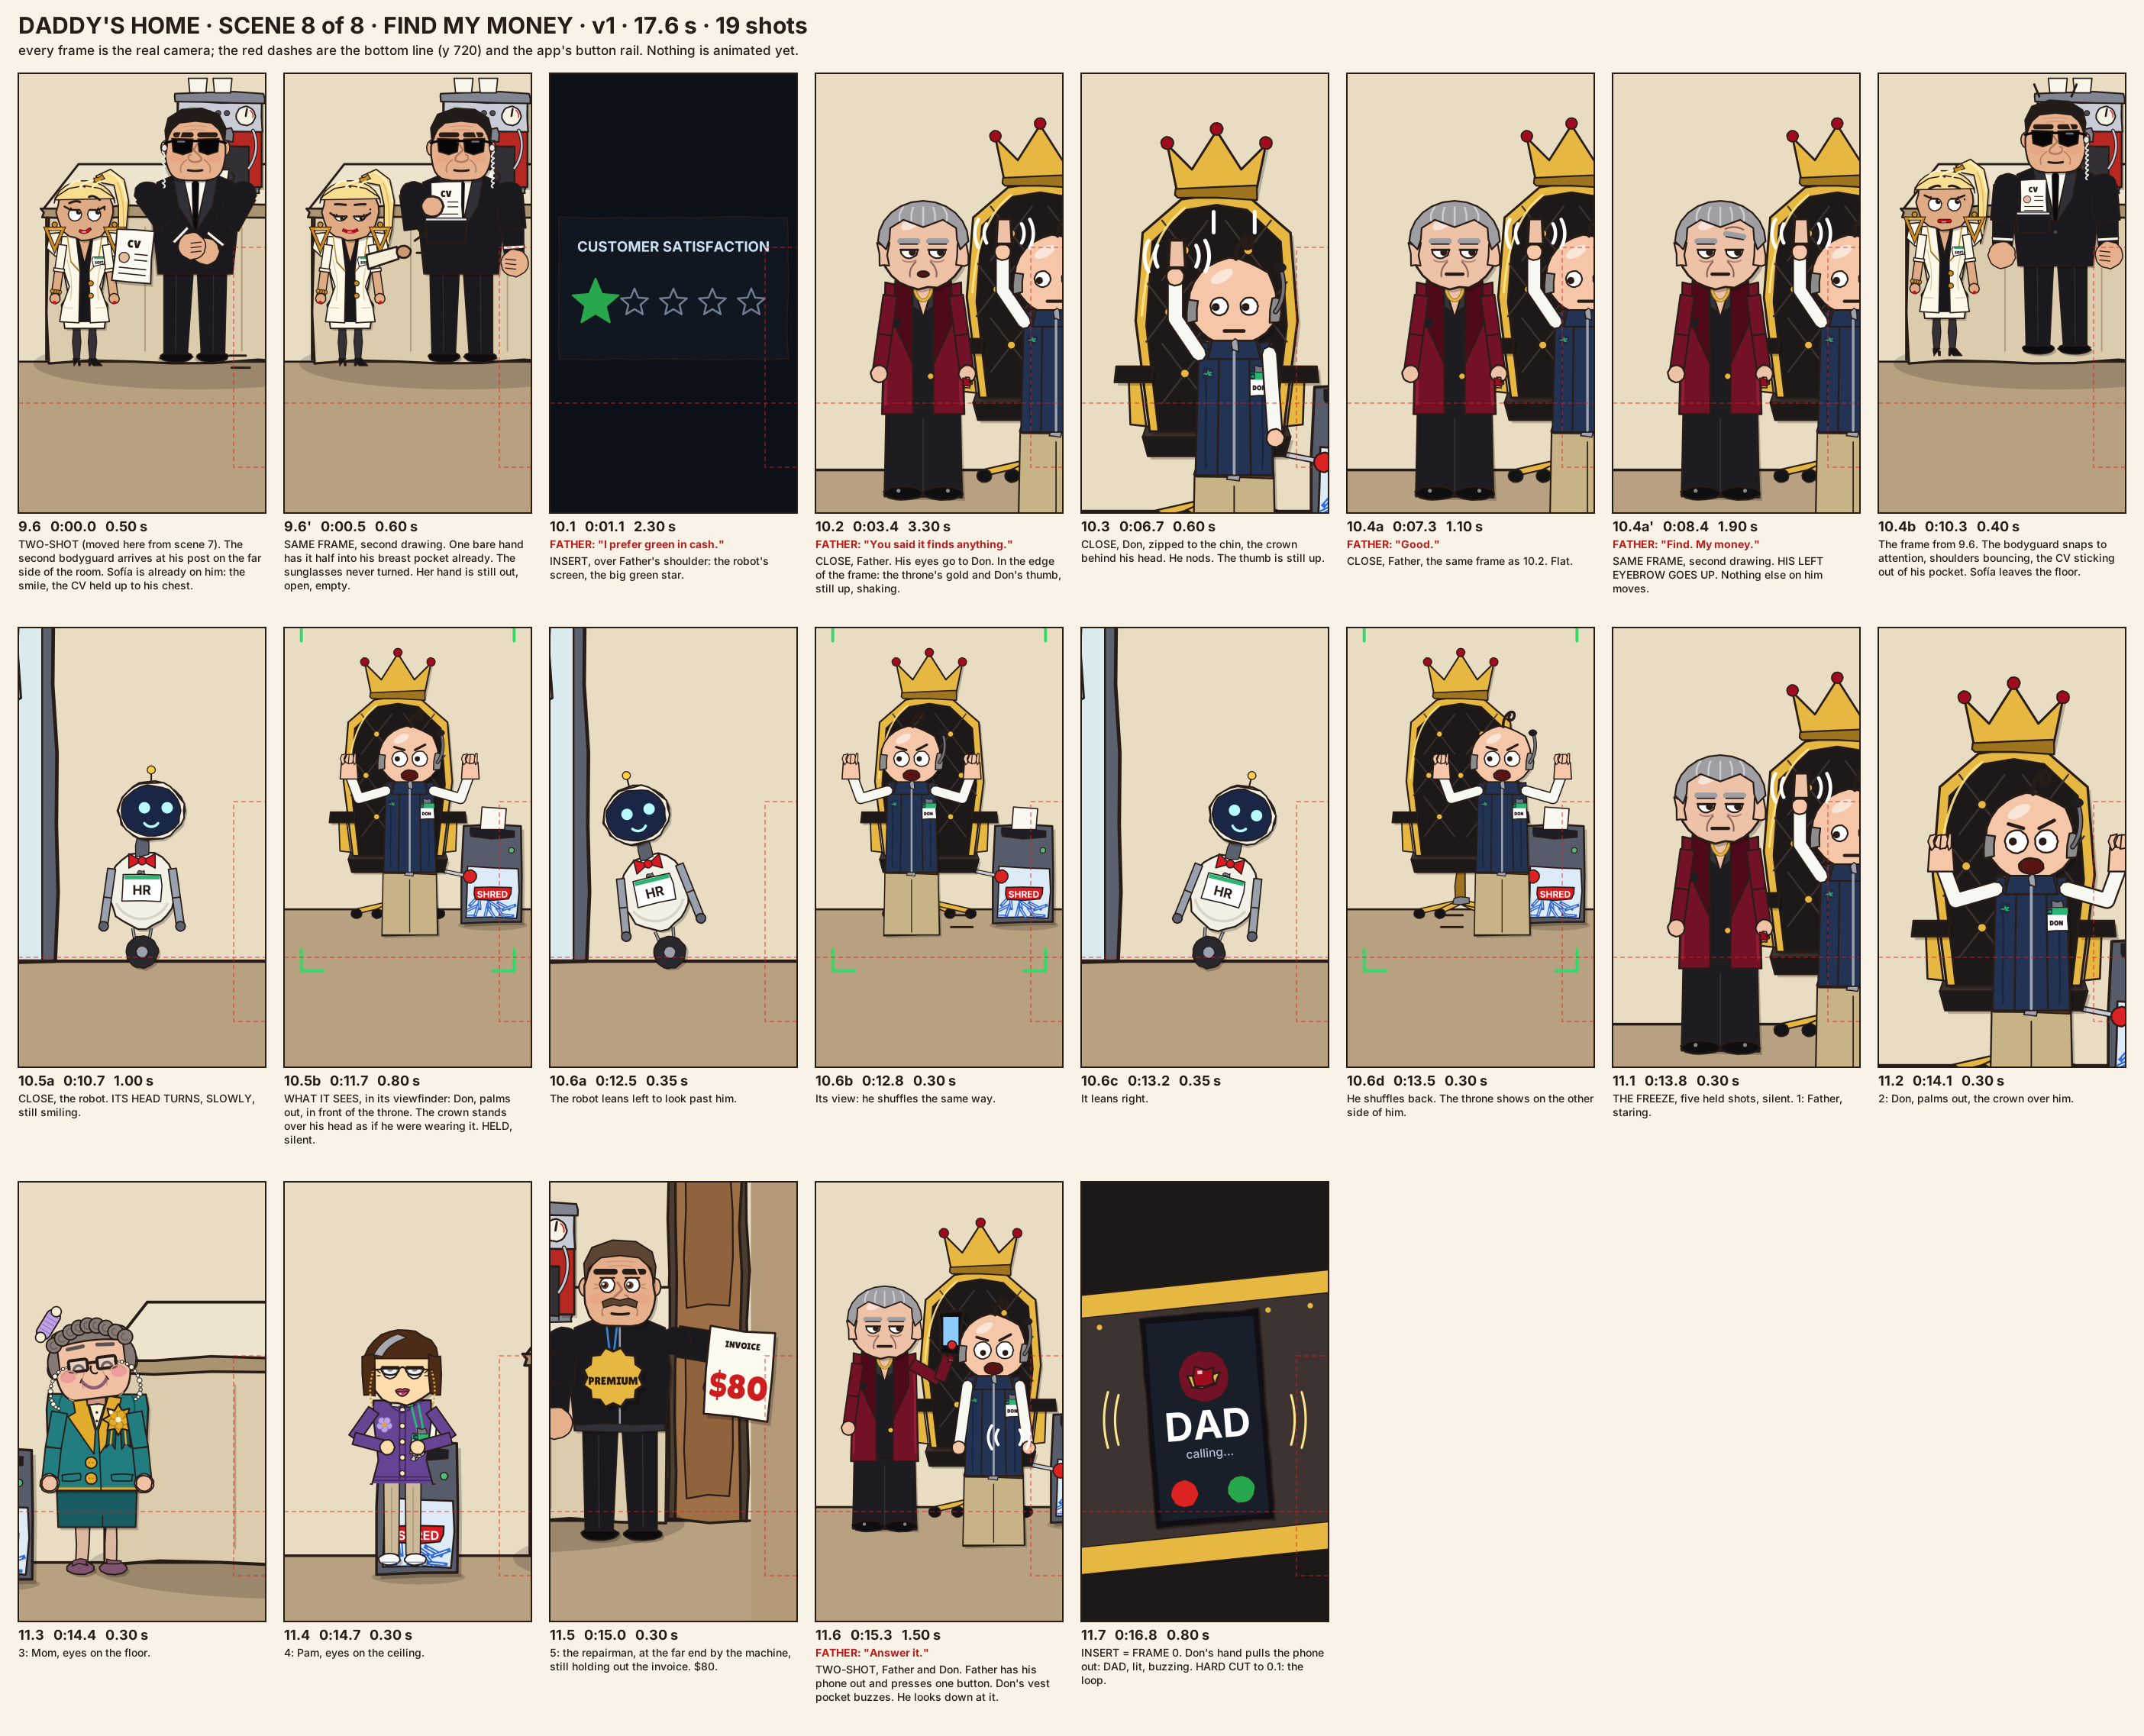 DADDY'S HOME · SCENE 8 of 8 · FIND MY MONEY · v1 · 17.6 s · 19 shots
every frame is the real camera; the red dashes are the bottom line (y 720) and the app's button rail. Nothing is animated yet.
CV
CV
CUSTOMER SATISFACTION
DON
CV
9.6 0:00.0 0.50 s
TWO-SHOT (moved here from scene 7). The
second bodyguard arrives at his post on the far
side of the room. Sofía is already on him: the
smile, the CV held up to his chest.
9.6' 0:00.5 0.60 s
SAME FRAME, second drawing. One bare hand
has it half into his breast pocket already. The
sunglasses never turned. Her hand is still out,
open, empty.
10.1 0:01.1 2.30 s
FATHER: "I prefer green in cash."
INSERT, over Father's shoulder: the robot's
screen, the big green star.
10.2 0:03.4 3.30 s
FATHER: "You said it finds anything."
CLOSE, Father. His eyes go to Don. In the edge
of the frame: the throne's gold and Don's thumb,
still up, shaking.
10.3 0:06.7 0.60 s
CLOSE, Don, zipped to the chin, the crown
behind his head. He nods. The thumb is still up.
10.4a 0:07.3 1.10 s
FATHER: "Good."
CLOSE, Father, the same frame as 10.2. Flat.
10.4a' 0:08.4 1.90 s
FATHER: "Find. My money."
SAME FRAME, second drawing. HIS LEFT
EYEBROW GOES UP. Nothing else on him
moves.
10.4b 0:10.3 0.40 s
The frame from 9.6. The bodyguard snaps to
attention, shoulders bouncing, the CV sticking
out of his pocket. Sofía leaves the floor.
HR
DON
SHRED
HR
DON
SHRED
HR
DON
SHRED
DON
10.5a 0:10.7 1.00 s
CLOSE, the robot. ITS HEAD TURNS, SLOWLY,
still smiling.
10.5b 0:11.7 0.80 s
WHAT IT SEES, in its viewfinder: Don, palms
out, in front of the throne. The crown stands
over his head as if he were wearing it. HELD,
silent.
10.6a 0:12.5 0.35 s
The robot leans left to look past him.
10.6b 0:12.8 0.30 s
Its view: he shuffles the same way.
10.6c 0:13.2 0.35 s
It leans right.
10.6d 0:13.5 0.30 s
He shuffles back. The throne shows on the other
side of him.
11.1 0:13.8 0.30 s
THE FREEZE, five held shots, silent. 1: Father,
staring.
11.2 0:14.1 0.30 s
2: Don, palms out, the crown over him.
PREMIUM
INVOICE
$80
DON
DAD
calling...
11.3 0:14.4 0.30 s
3: Mom, eyes on the floor.
11.4 0:14.7 0.30 s
4: Pam, eyes on the ceiling.
11.5 0:15.0 0.30 s
5: the repairman, at the far end by the machine,
still holding out the invoice. $80.
11.6 0:15.3 1.50 s
FATHER: "Answer it."
TWO-SHOT, Father and Don. Father has his
phone out and presses one button. Don's vest
pocket buzzes. He looks down at it.
11.7 0:16.8 0.80 s
INSERT = FRAME 0. Don's hand pulls the phone
out: DAD, lit, buzzing. HARD CUT to 0.1: the
loop.